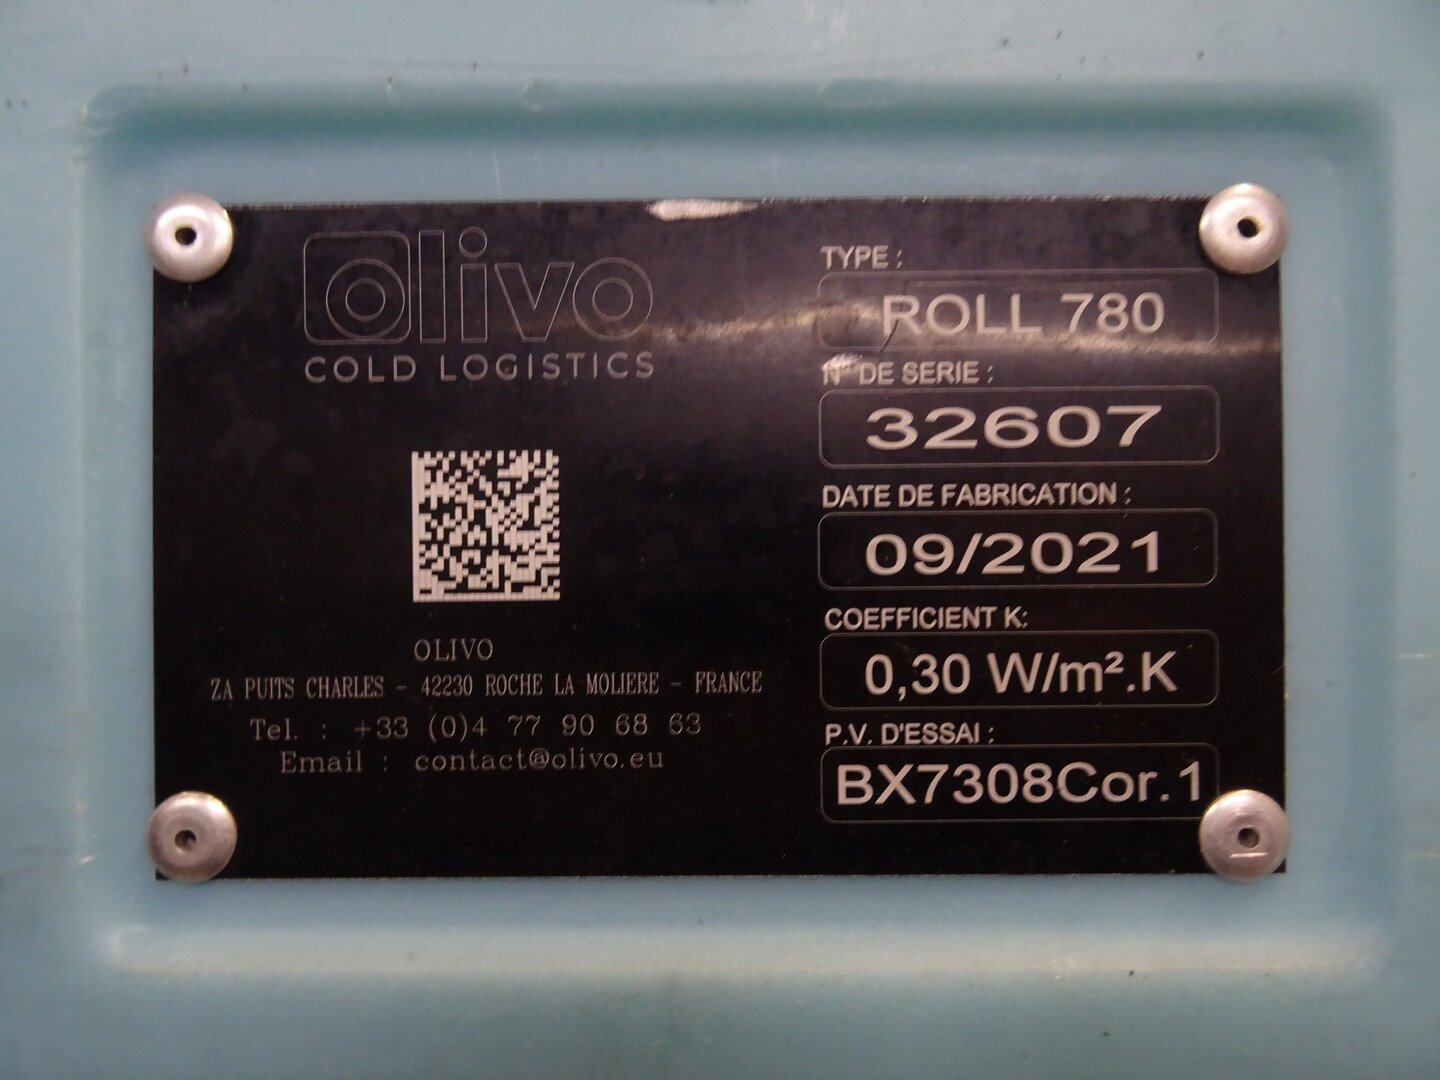 olivo
COLD LOGISTICS
OLIVO
ZA PUITS CHARLES - 42230 ROCHE LA MOLIERE - FRANCE
Tel. : +33 (0)4 77 90 68 63
Email : contact@olivo.eu
TYPE :
ROLL 780
N° DE SERIE :
32607
DATE DE FABRICATION :
09/2021
COEFFICIENT K:
0,30 W/m².K
P.V. D'ESSAI :
BX7308Cor.1